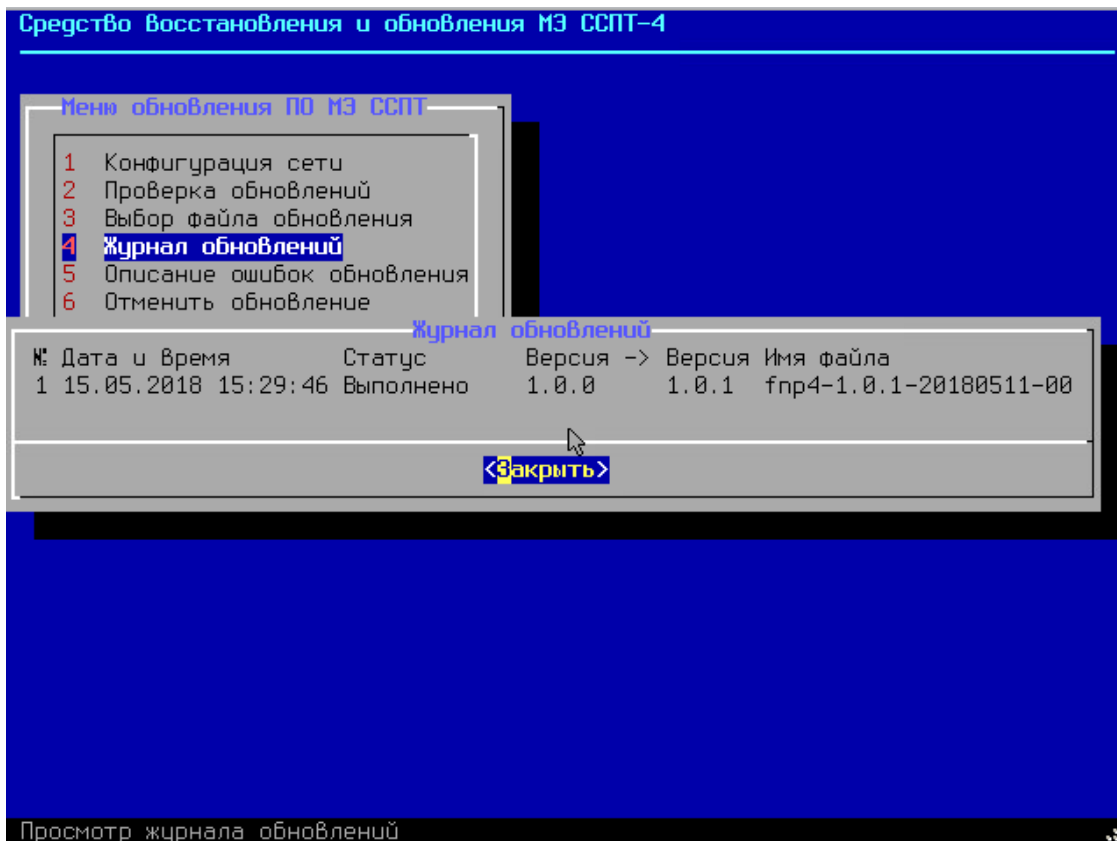 Средство восстановления и обновления МЭ ССПТ-4
Меню обновления ПО МЭ ССПТ
1 Конфигурация сети
2 Проверка обновлений
3 Выбор файла обновления
4 Журнал обновлений
5 Описание ошибок обновления
6 Отменить обновление
Журнал обновлений
№ Дата и время Статус Версия -> Версия Имя файла
1 15.05.2018 15:29:46 Выполнено 1.0.0 1.0.1 fnp4-1.0.1-20180511-00
<Закрыть>
Просмотр журнала обновлений